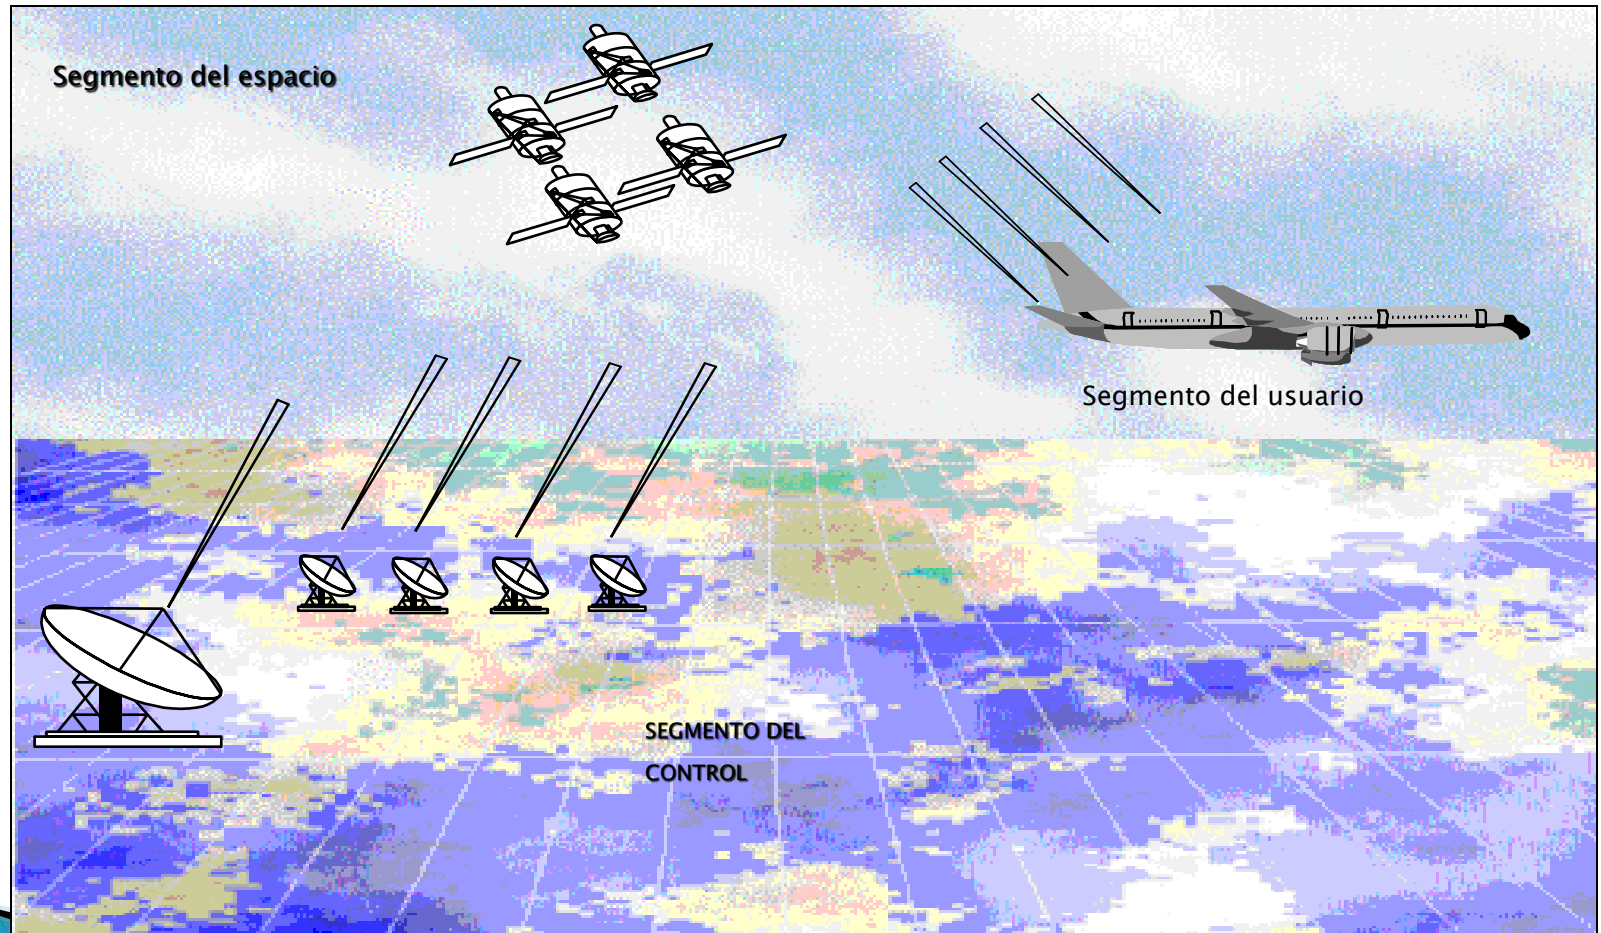 Segmento del espacio
Segmento del usuario
SEGMENTO DEL
CONTROL